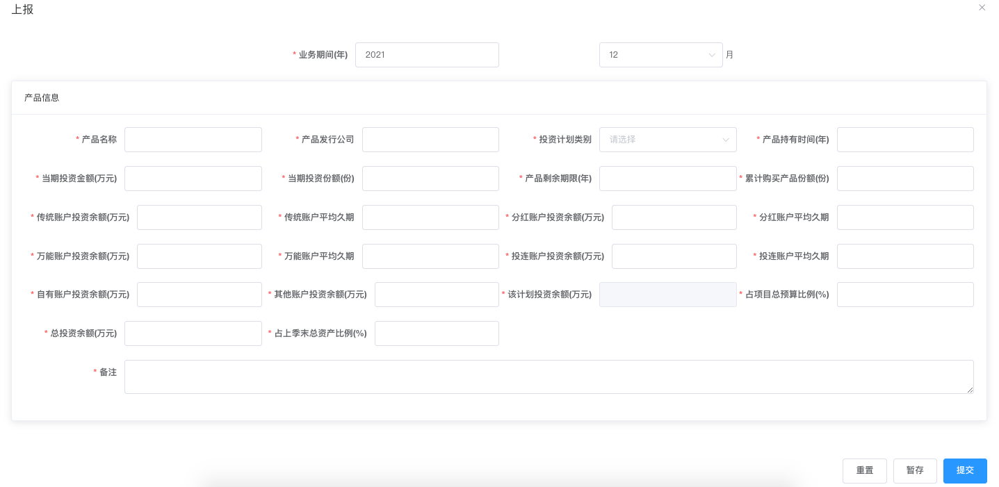 上报
* 业务期间(年) 2021 12 月
产品信息
* 产品名称 * 产品发行公司 * 投资计划类别 请选择 * 产品持有时间(年)
* 当期投资金额(万元) * 当期投资份额(份) * 产品剩余期限(年) * 累计购买产品份额(份)
* 传统账户投资余额(万元) * 传统账户平均久期 * 分红账户投资余额(万元) * 分红账户平均久期
* 万能账户投资余额(万元) * 万能账户平均久期 * 投连账户投资余额(万元) * 投连账户平均久期
* 自有账户投资余额(万元) * 其他账户投资余额(万元) * 该计划投资余额(万元) * 占项目总预算比例(%)
* 总投资余额(万元) * 占上季末总资产比例(%)
* 备注
重置 暂存 提交